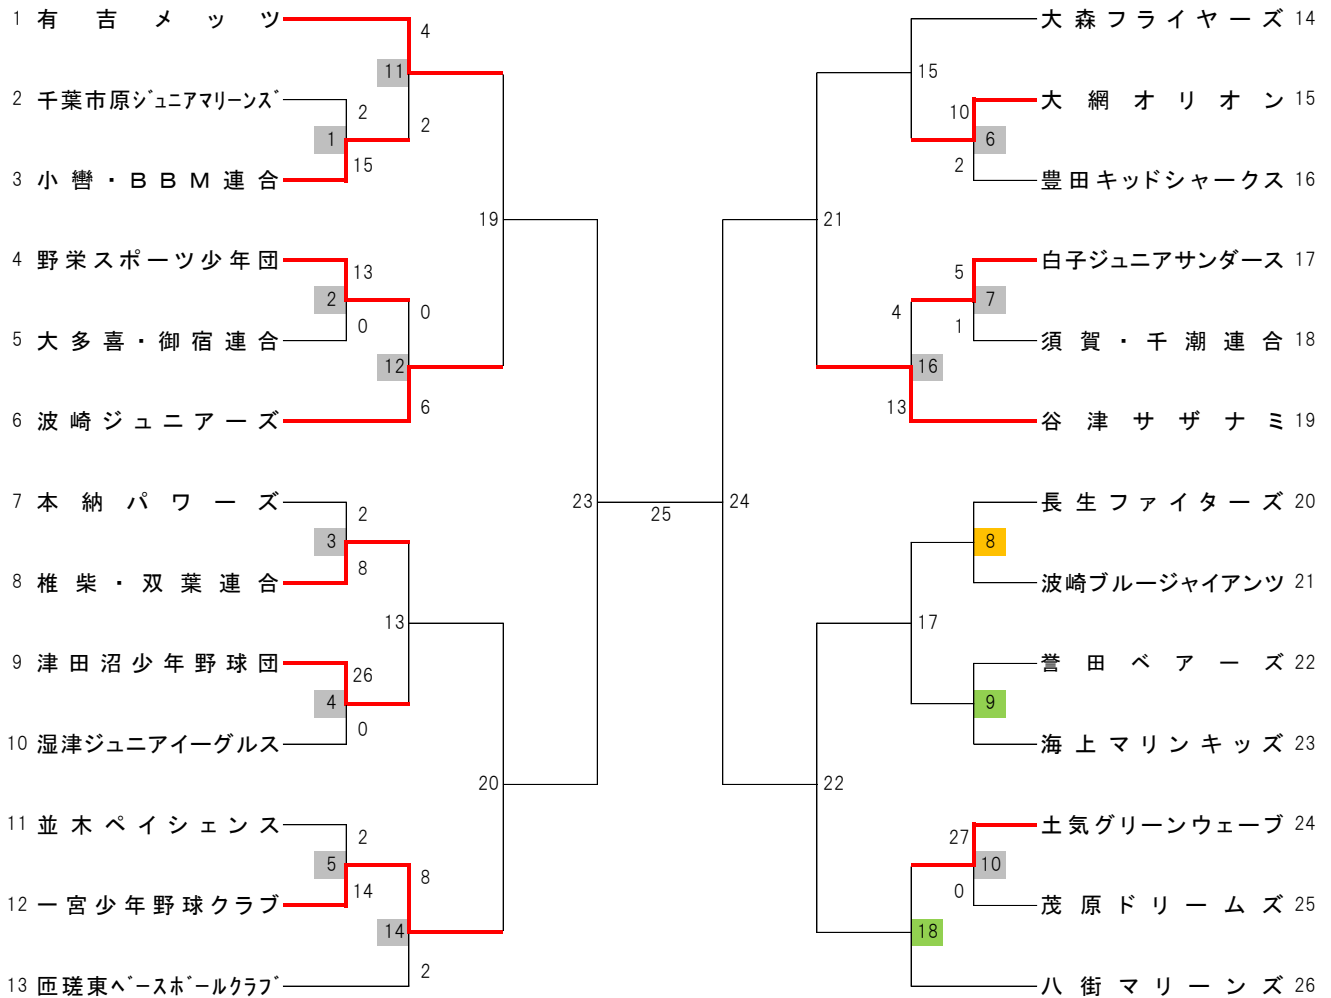 1 有吉メッツ
4
11
2 千葉市原ジュニアマリーンズ
2
2
1
15
3 小轡・ＢＢＭ連合
19
4 野栄スポーツ少年団
13
2
0
0
5 大多喜・御宿連合
12
6
6 波崎ジュニアーズ
7 本納パワーズ
2
3
8
8 椎柴・双葉連合
13
9 津田沼少年野球団
26
4
0
10 湿津ジュニアイーグルス
20
11 並木ペイシェンス
2
5
8
14
12 一宮少年野球クラブ
14
2
13 匝瑳東ベースボールクラブ
23
25
24
大森フライヤーズ 14
15
大網オリオン 15
10
6
2
豊田キッドシャークス 16
21
白子ジュニアサンダース 17
5
7
4
1
須賀・千潮連合 18
16
13
谷津サザナミ 19
長生ファイターズ 20
8
波崎ブルージャイアンツ 21
17
誉田ベアーズ 22
9
海上マリンキッズ 23
22
土気グリーンウェーブ 24
27
10
0
茂原ドリームズ 25
18
八街マリーンズ 26